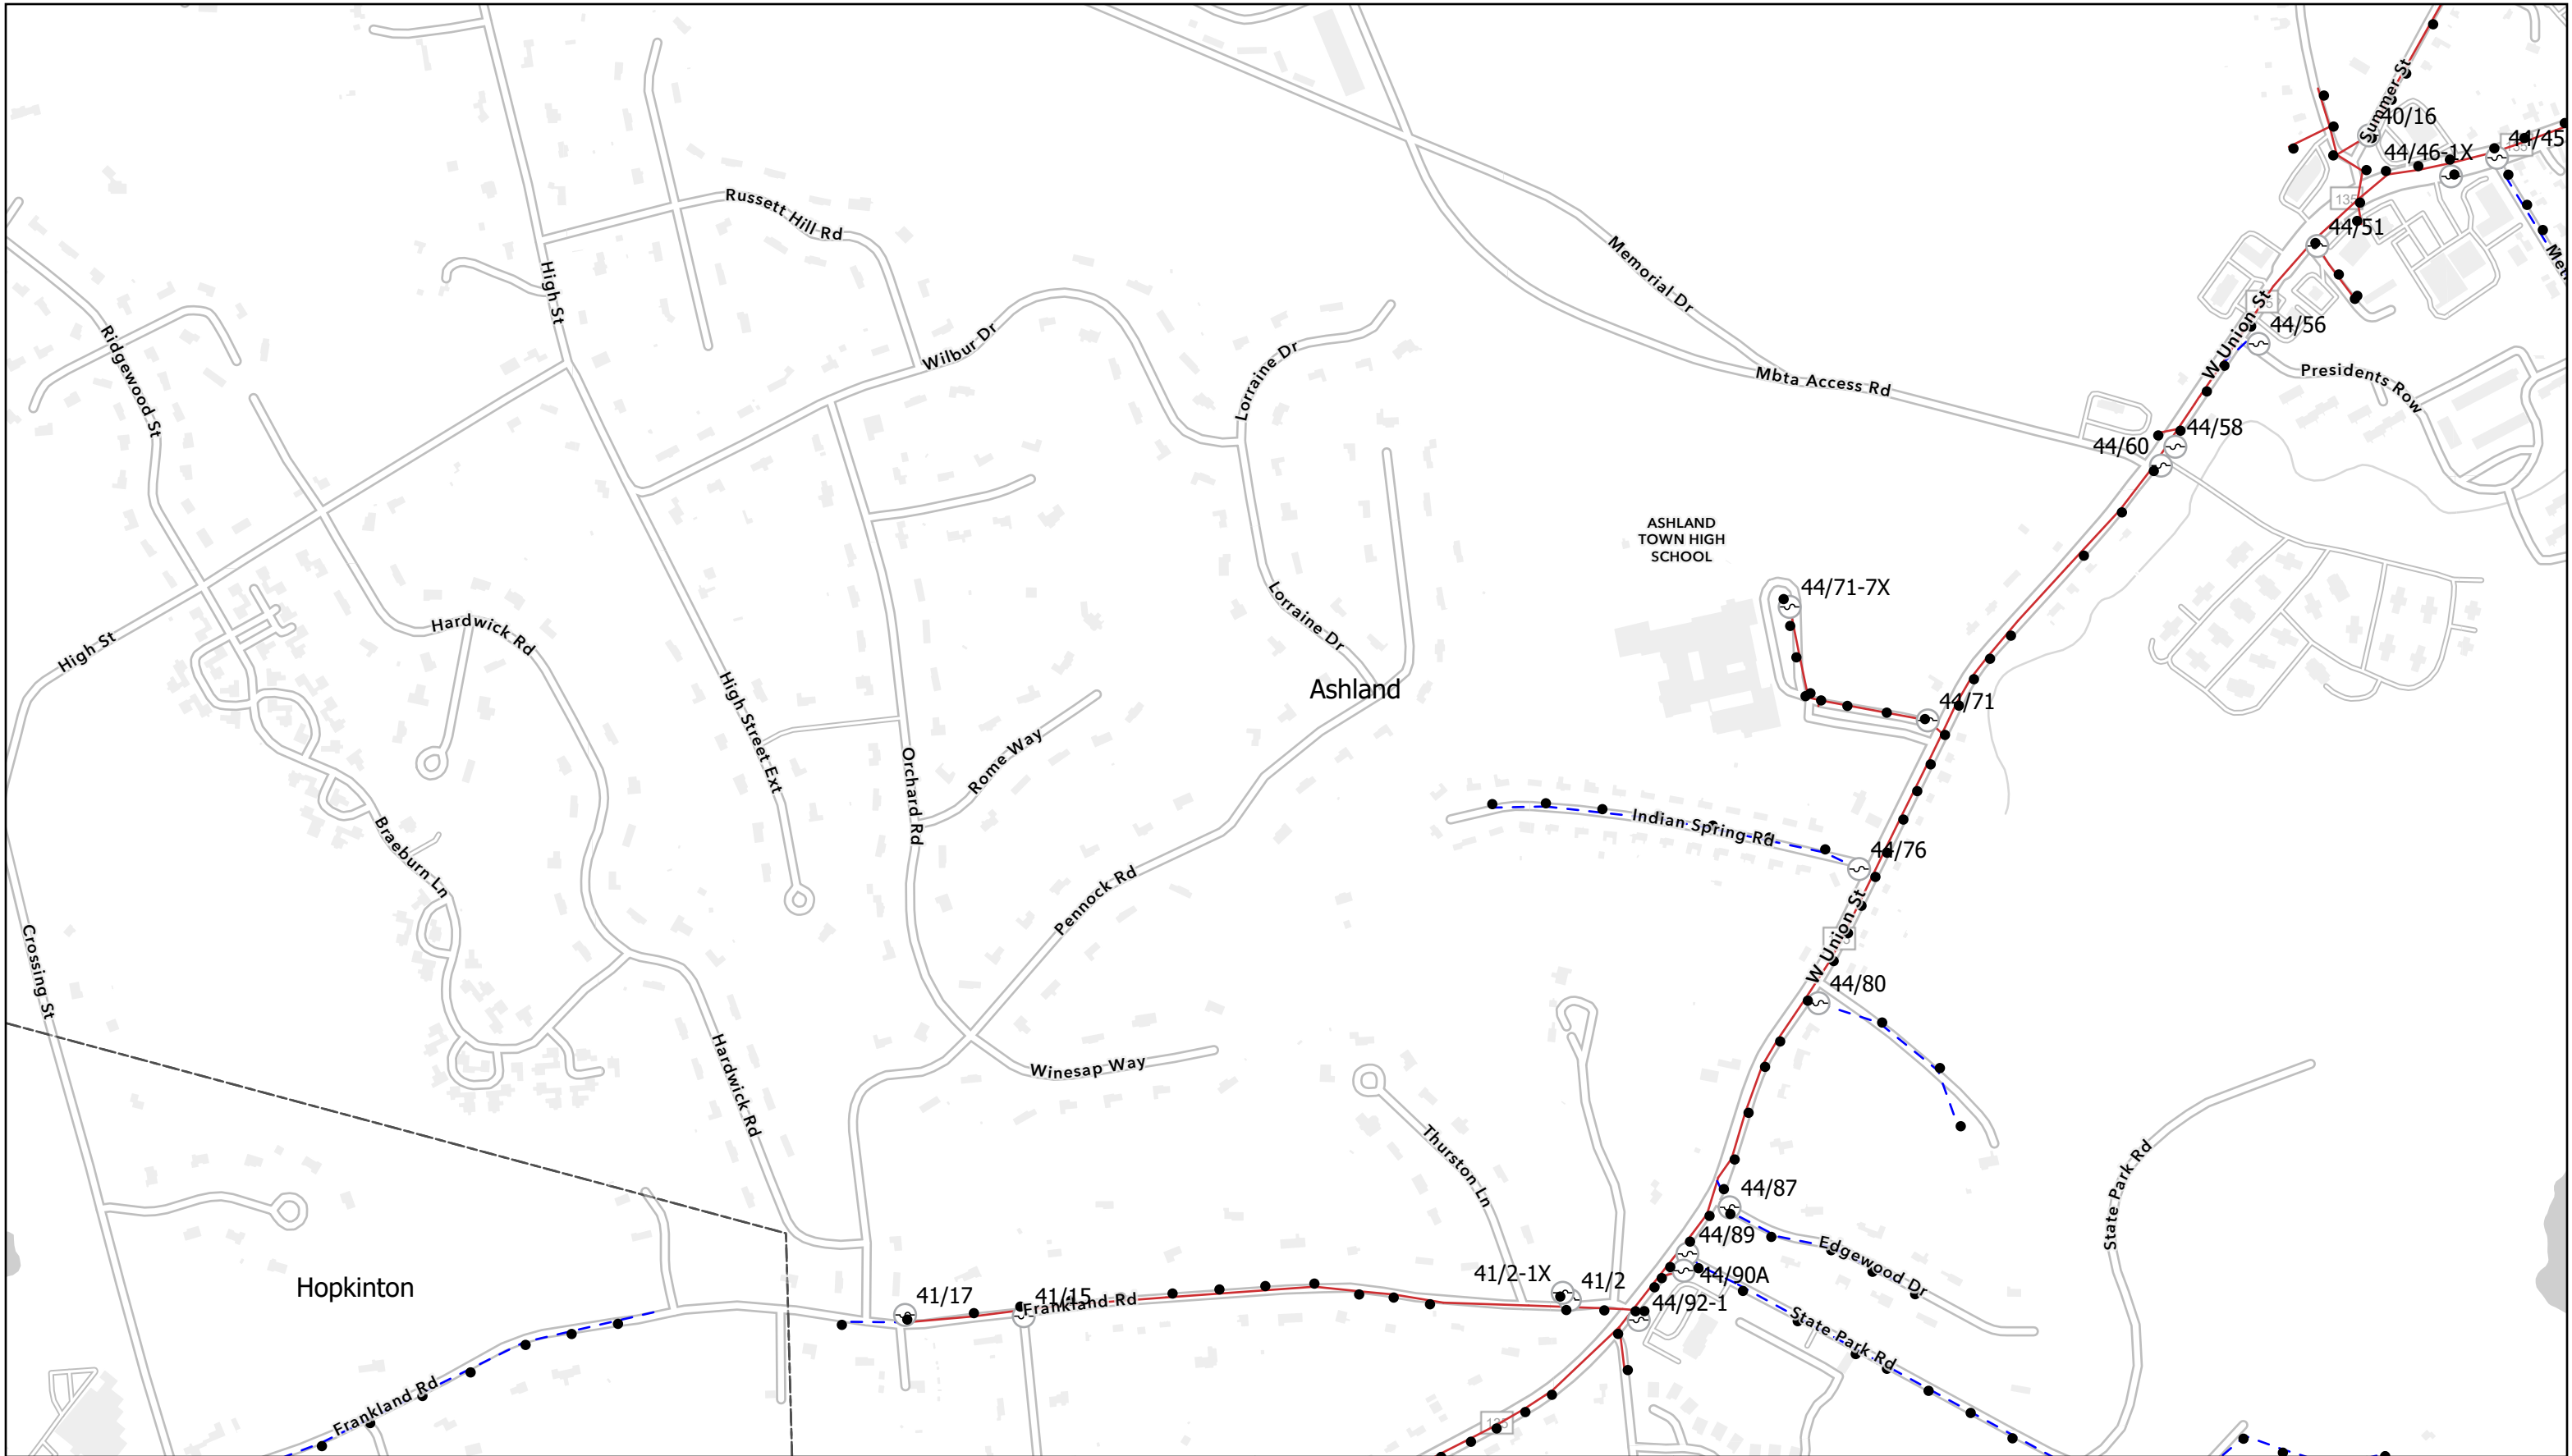 Summer St
40/16
44/45
44/46-1X
135
44/51
W Union St
44/56
Presidents Row
Russett Hill Rd
High St
Memorial Dr
Ridgewood St
Wilbur Dr
Lorraine Dr
Mbta Access Rd
44/58
44/60
ASHLAND
TOWN HIGH
SCHOOL
44/71-7X
Hardwick Rd
High St
Lorraine Dr
Ashland
44/71
High Street Ext
Orchard Rd
Rome Way
Indian Spring Rd
44/76
Braeburn Ln
Pennock Rd
W Union St
Crossing St
44/80
Hardwick Rd
Winesap Way
Thurston Ln
State Park Rd
44/87
44/89
Edgewood Dr
Hopkinton
41/17
41/15
Frankland Rd
41/2-1X
41/2
44/90A
44/92-1
State Park Rd
Frankland Rd
135